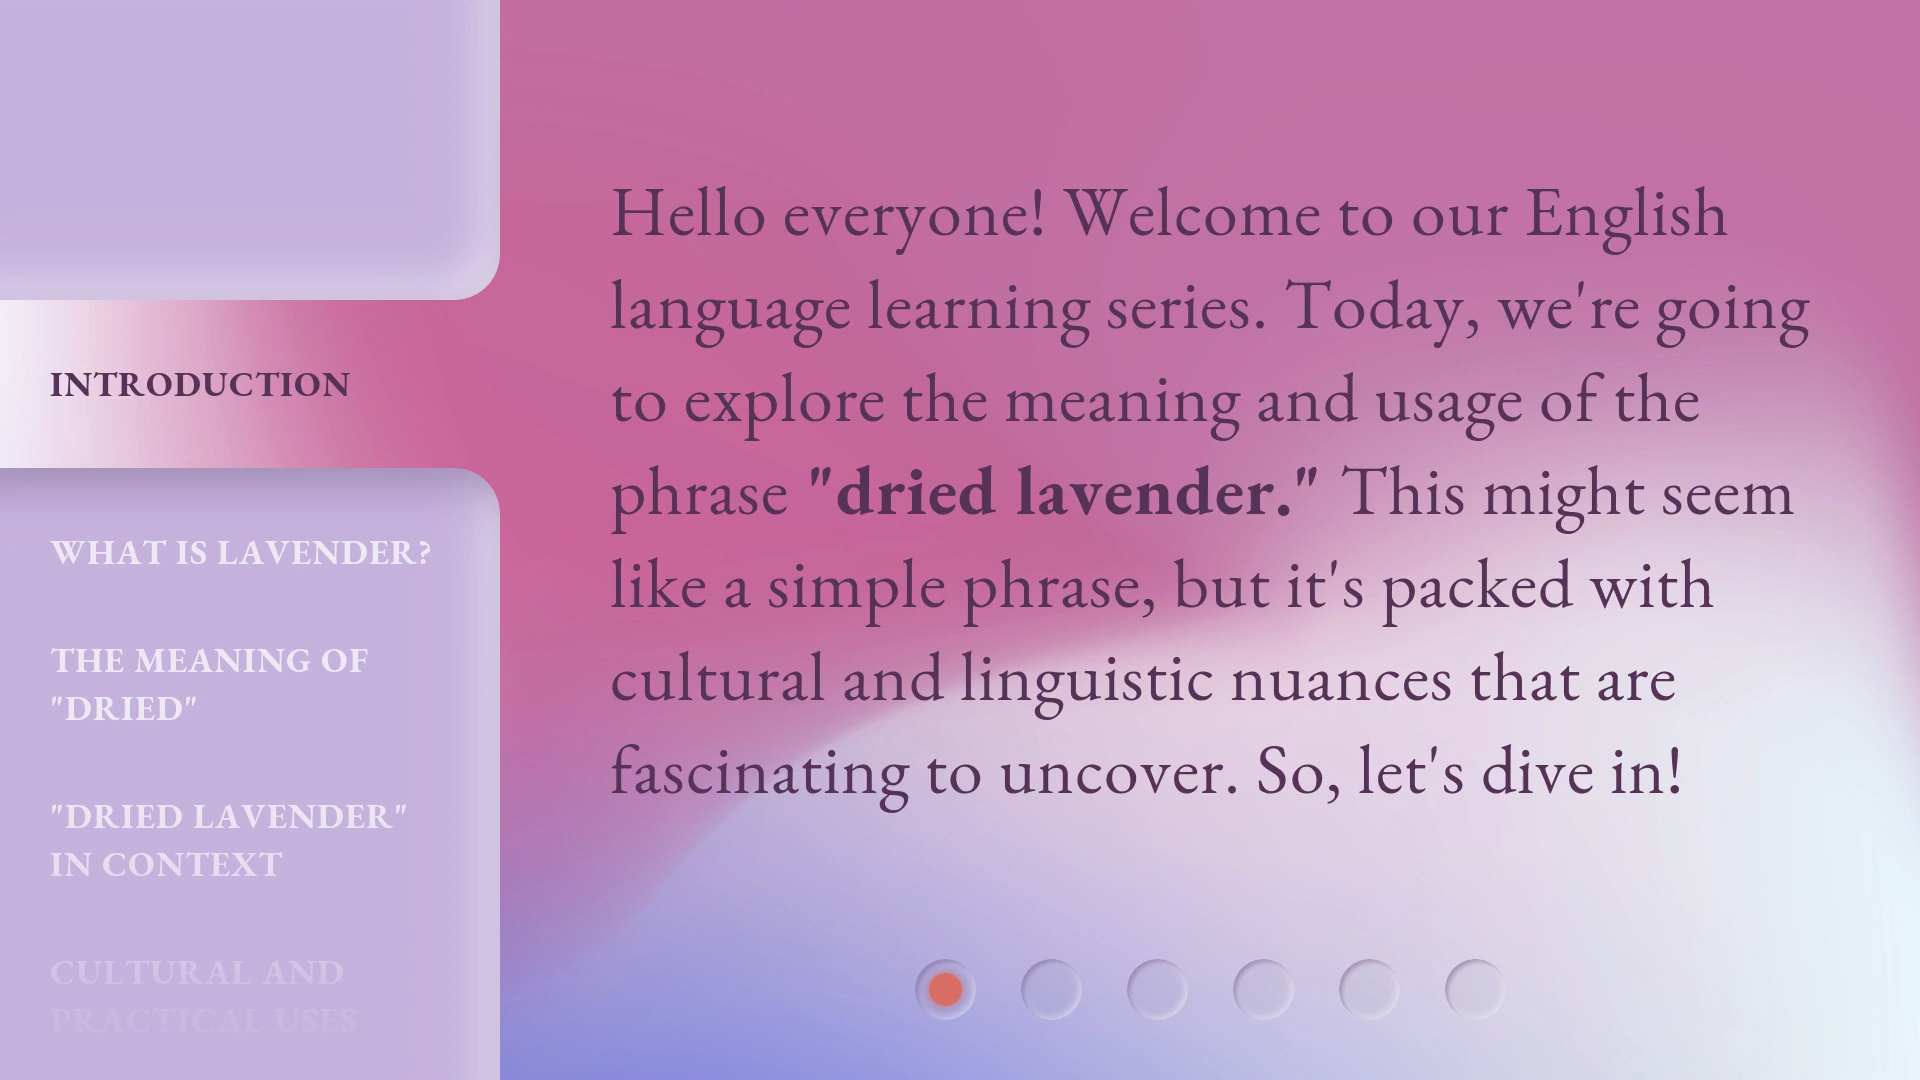 INTRODUCTION
WHAT IS LAVENDER?
THE MEANING OF
"DRIED"
"DRIED LAVENDER"
IN CONTEXT
CULTURAL AND
PRACTICAL USES
Hello everyone! Welcome to our English
language learning series. Today, we're going
to explore the meaning and usage of the
phrase "dried lavender." This might seem
like a simple phrase, but it's packed with
cultural and linguistic nuances that are
fascinating to uncover. So, let's dive in!